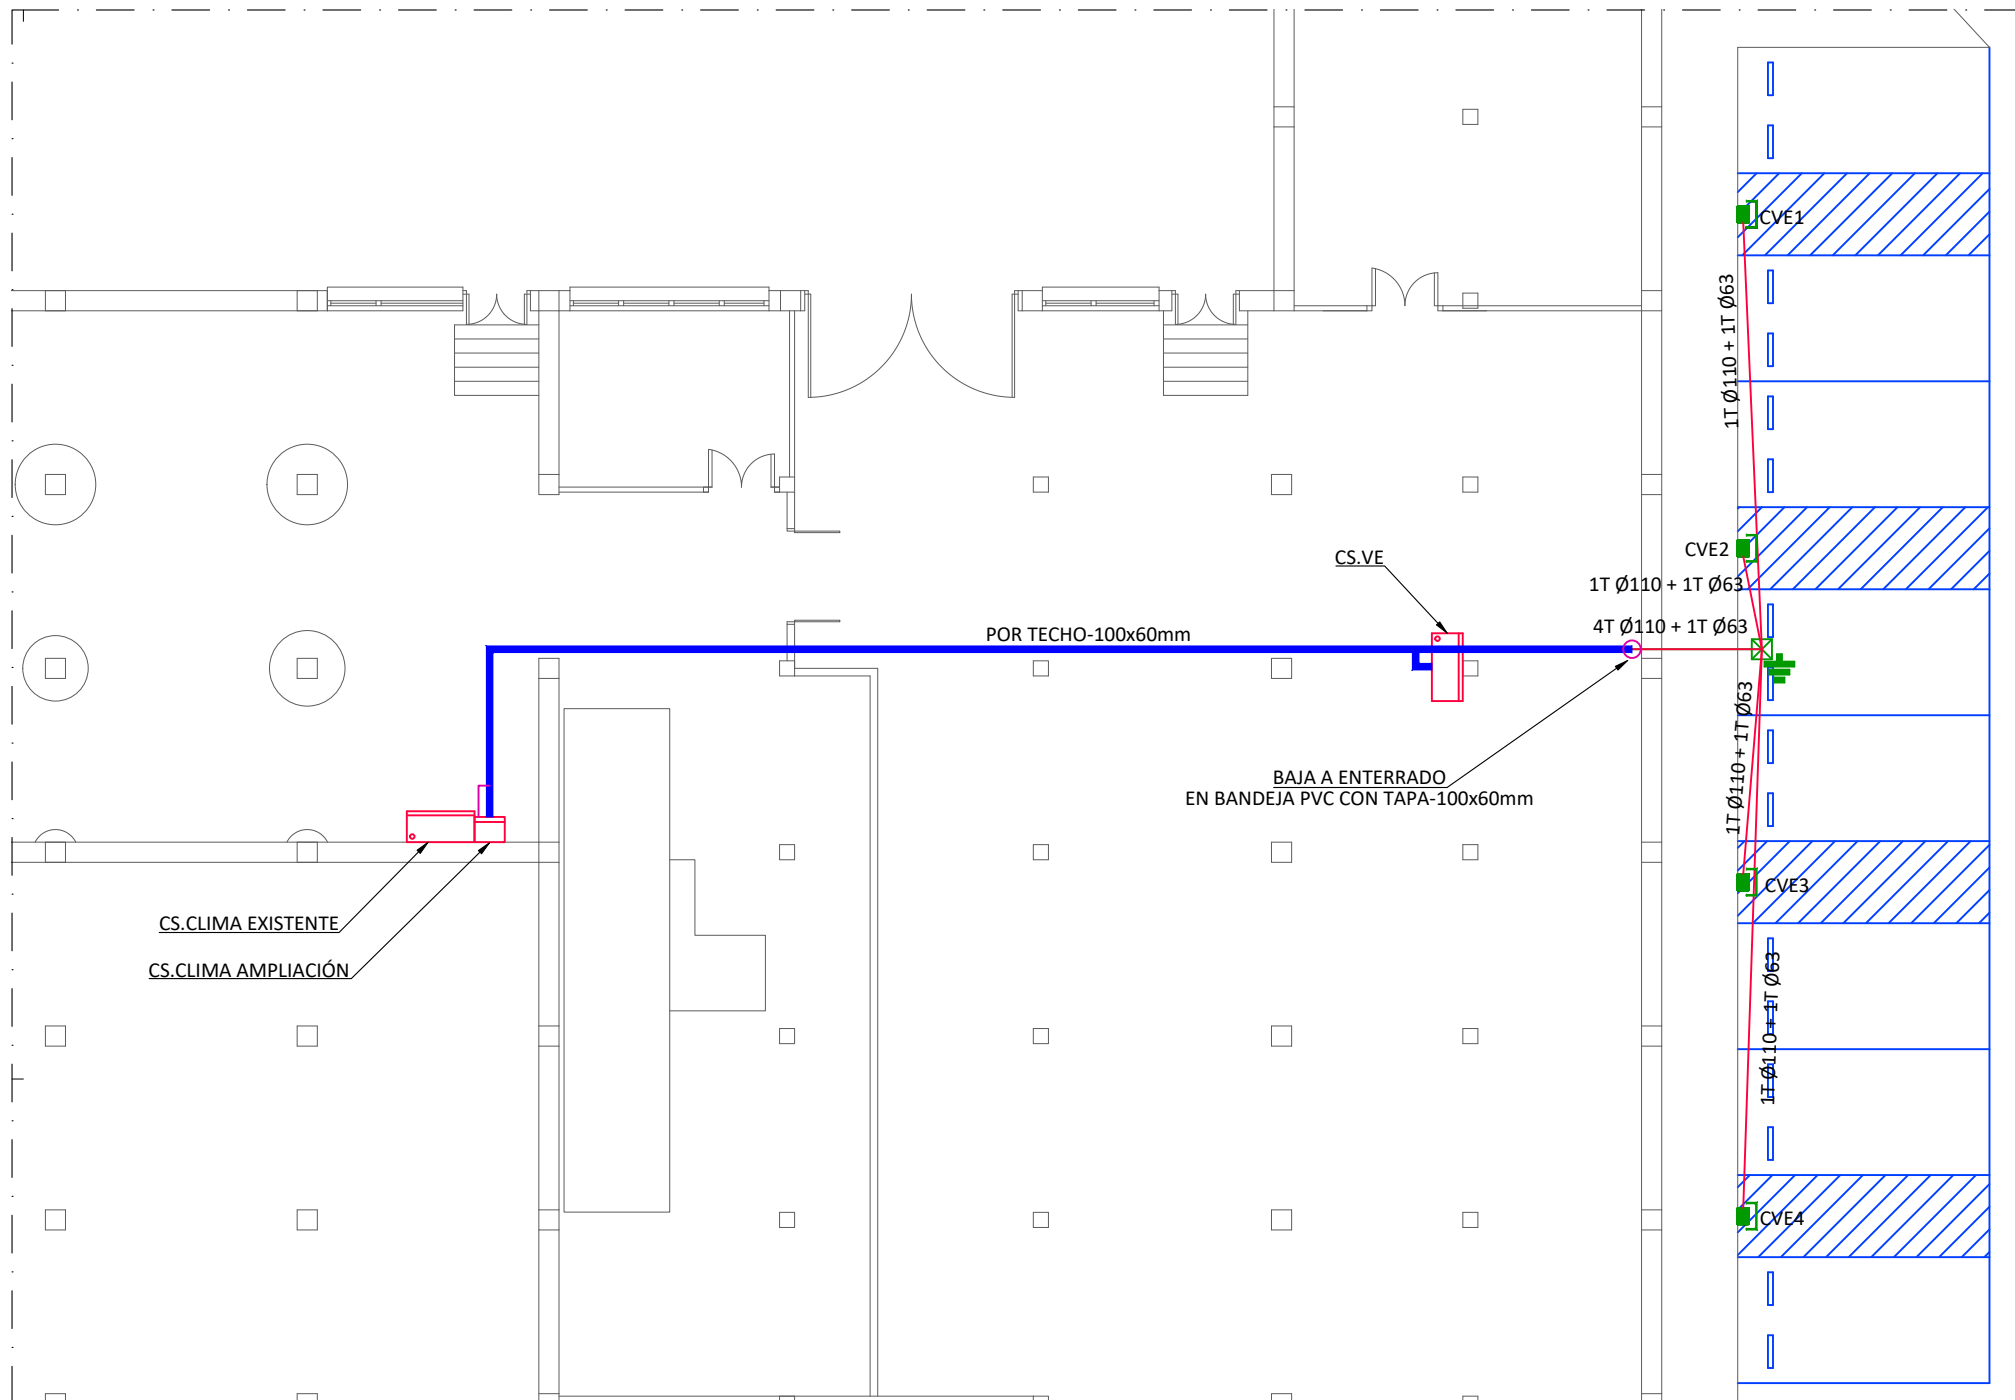 CVE1
1T Ø110 + 1T Ø63
CS.VE
CVE2
1T Ø110 + 1T Ø63
4T Ø110 + 1T Ø63
POR TECHO-100x60mm
1T Ø110 + 1T Ø63
BAJA A ENTERRADO
EN BANDEJA PVC CON TAPA-100x60mm
CVE3
CS.CLIMA EXISTENTE
CS.CLIMA AMPLIACIÓN
1T Ø110 + 1T Ø63
CVE4